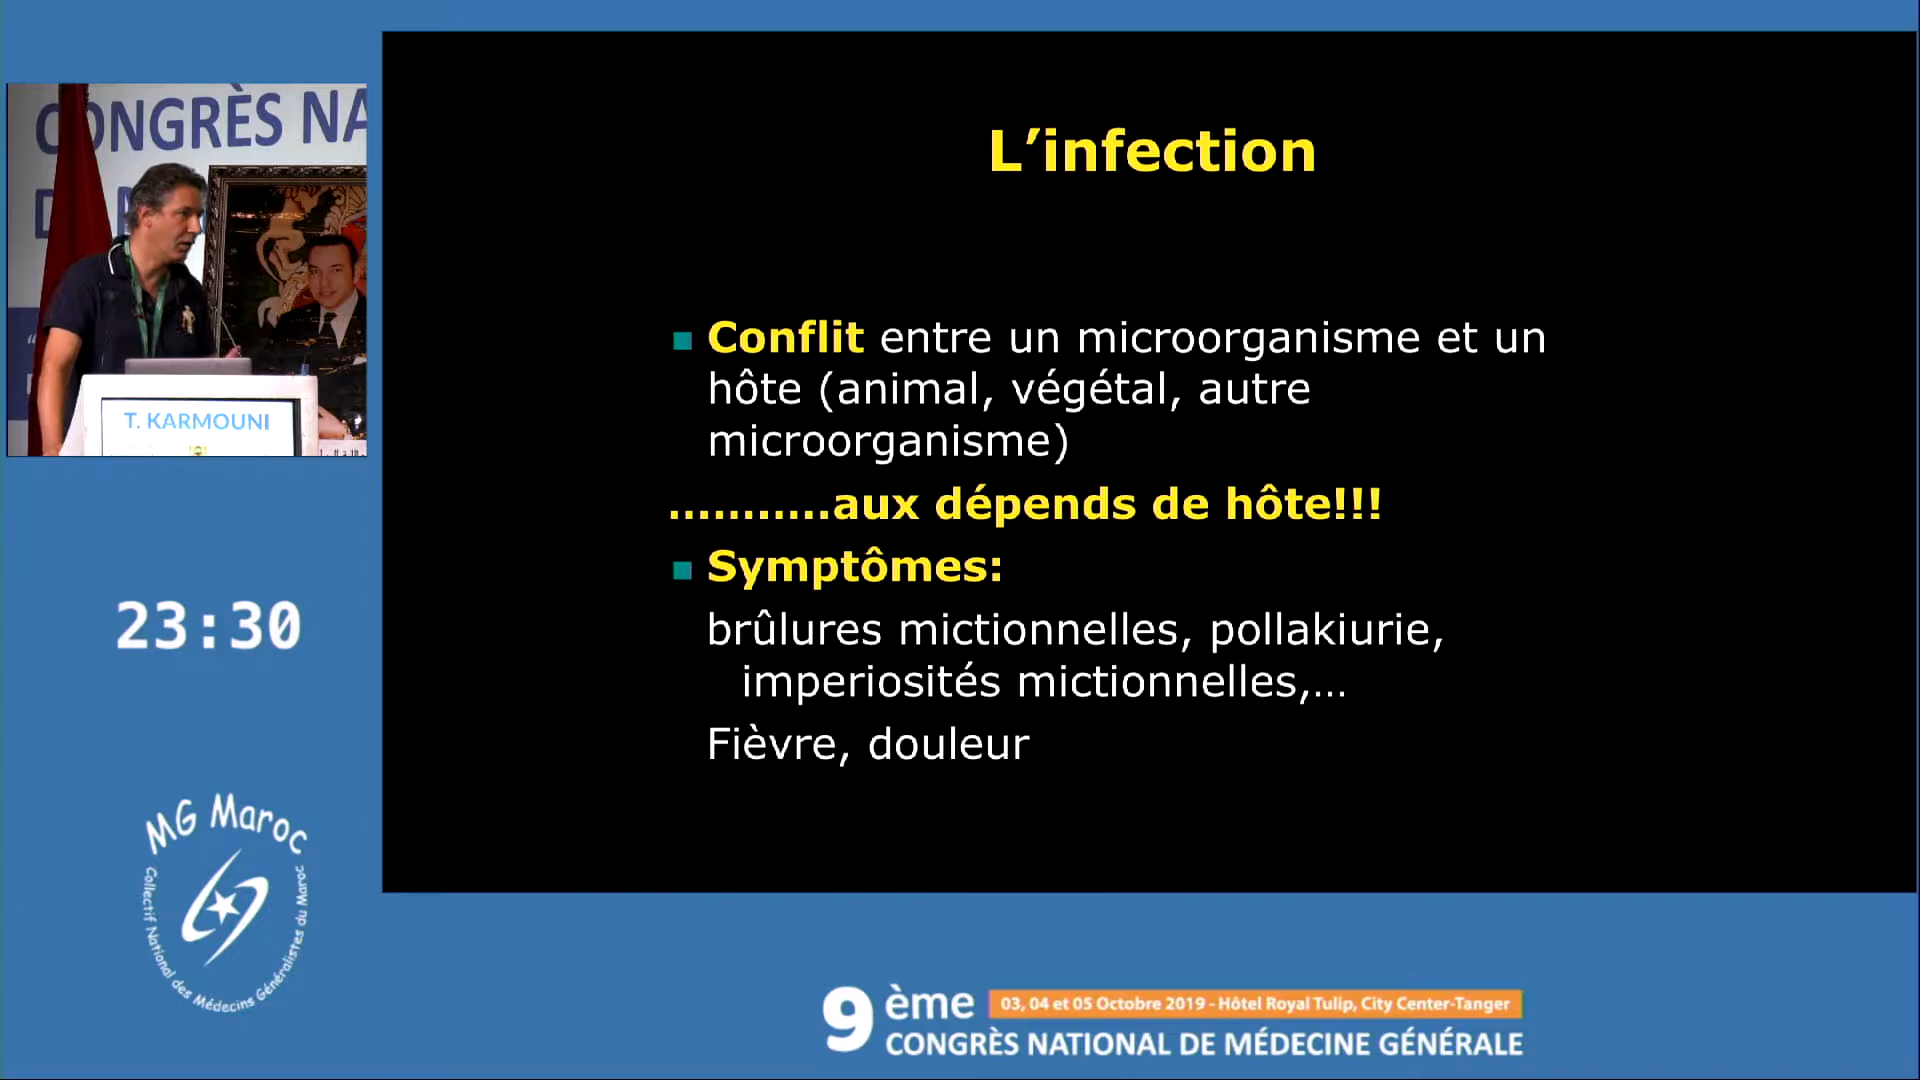 CONGRÈS NA
T. KARMOUNI
L'infection
Conflit entre un microorganisme et un
hôte (animal, végétal, autre
microorganisme)
...........aux dépends de hôte!!!
Symptômes:
brûlures mictionnelles, pollakiurie,
imperiosités mictionnelles,...
Fièvre, douleur
23:30
MG Maroc
Collectif National des Médecins Généralistes du Maroc
9 ème
03, 04 et 05 Octobre 2019 - Hôtel Royal Tulip, City Center-Tanger
CONGRÈS NATIONAL DE MÉDECINE GÉNÉRALE